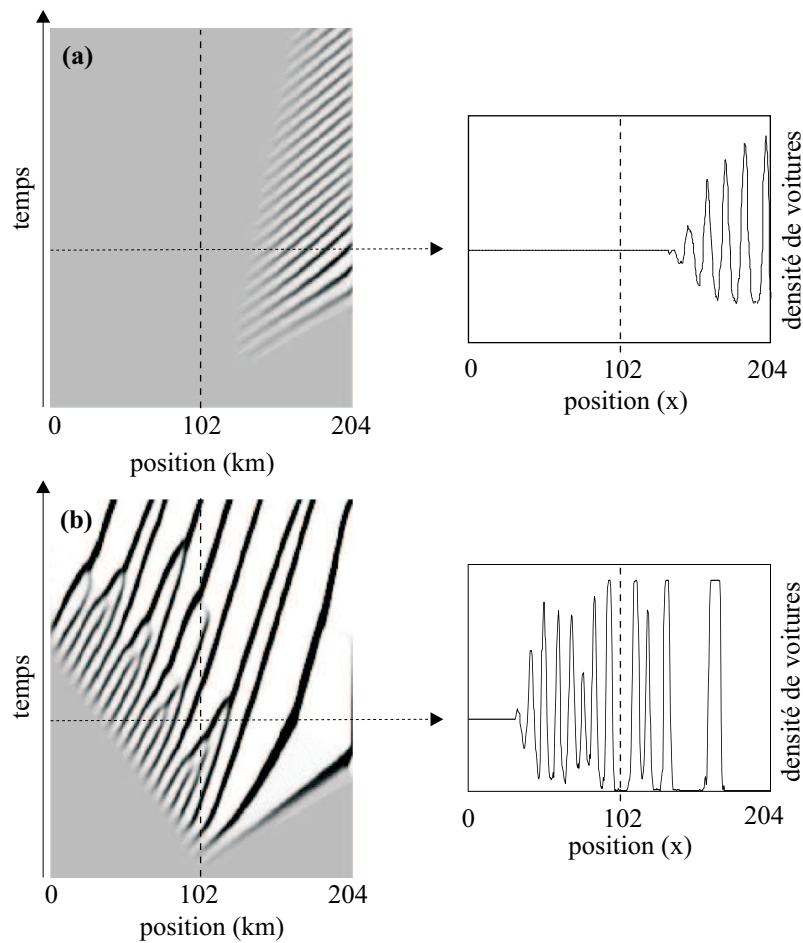 (a)
temps
0 102 204
position (km)
densité de voitures
0 102 204
position (x)
(b)
temps
0 102 204
position (km)
densité de voitures
0 102 204
position (x)